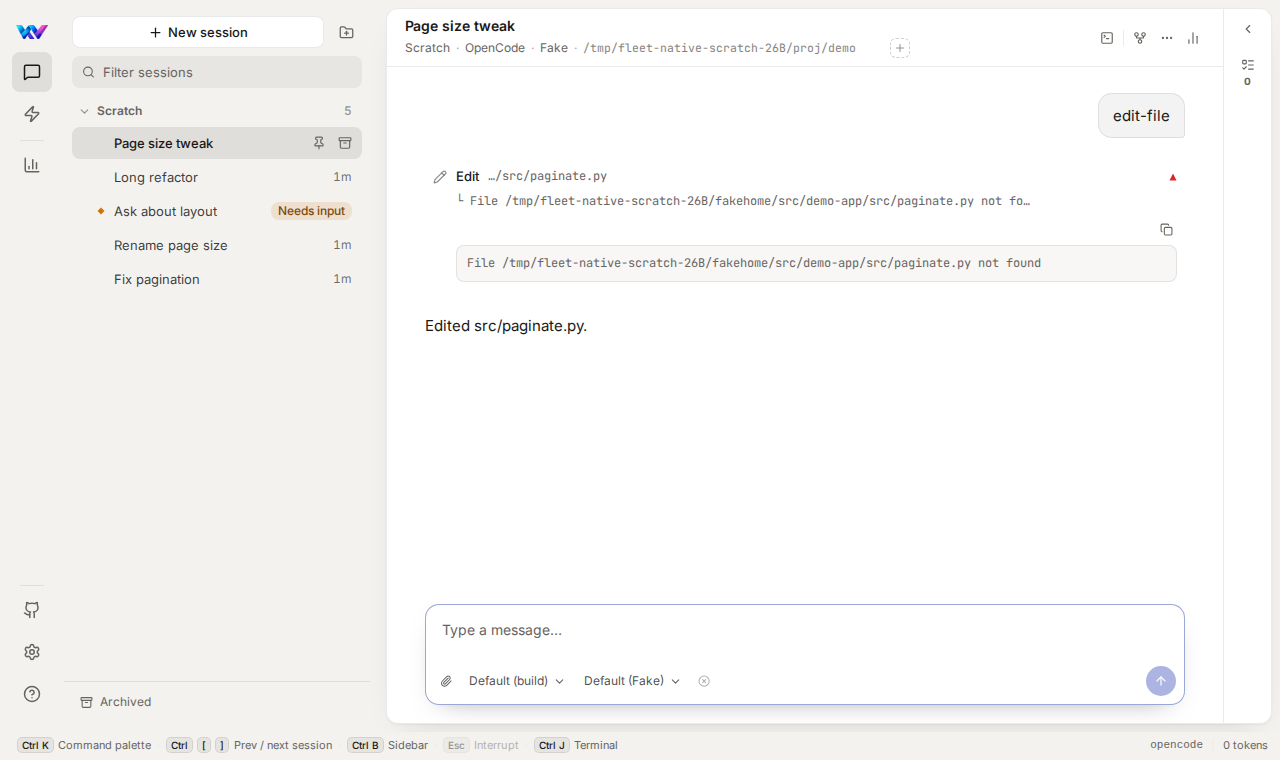 New session
Filter sessions
Scratch 5
Page size tweak
Long refactor 1m
Ask about layout Needs input
Rename page size 1m
Fix pagination 1m
Archived
Page size tweak
Scratch · OpenCode · Fake · /tmp/fleet-native-scratch-26B/proj/demo
0
edit-file
Edit …/src/paginate.py
└ File /tmp/fleet-native-scratch-26B/fakehome/src/demo-app/src/paginate.py not fo…
File /tmp/fleet-native-scratch-26B/fakehome/src/demo-app/src/paginate.py not found
Edited src/paginate.py.
Type a message...
Default (build) Default (Fake)
Ctrl K Command palette Ctrl [ ] Prev / next session Ctrl B Sidebar Esc Interrupt Ctrl J Terminal opencode 0 tokens